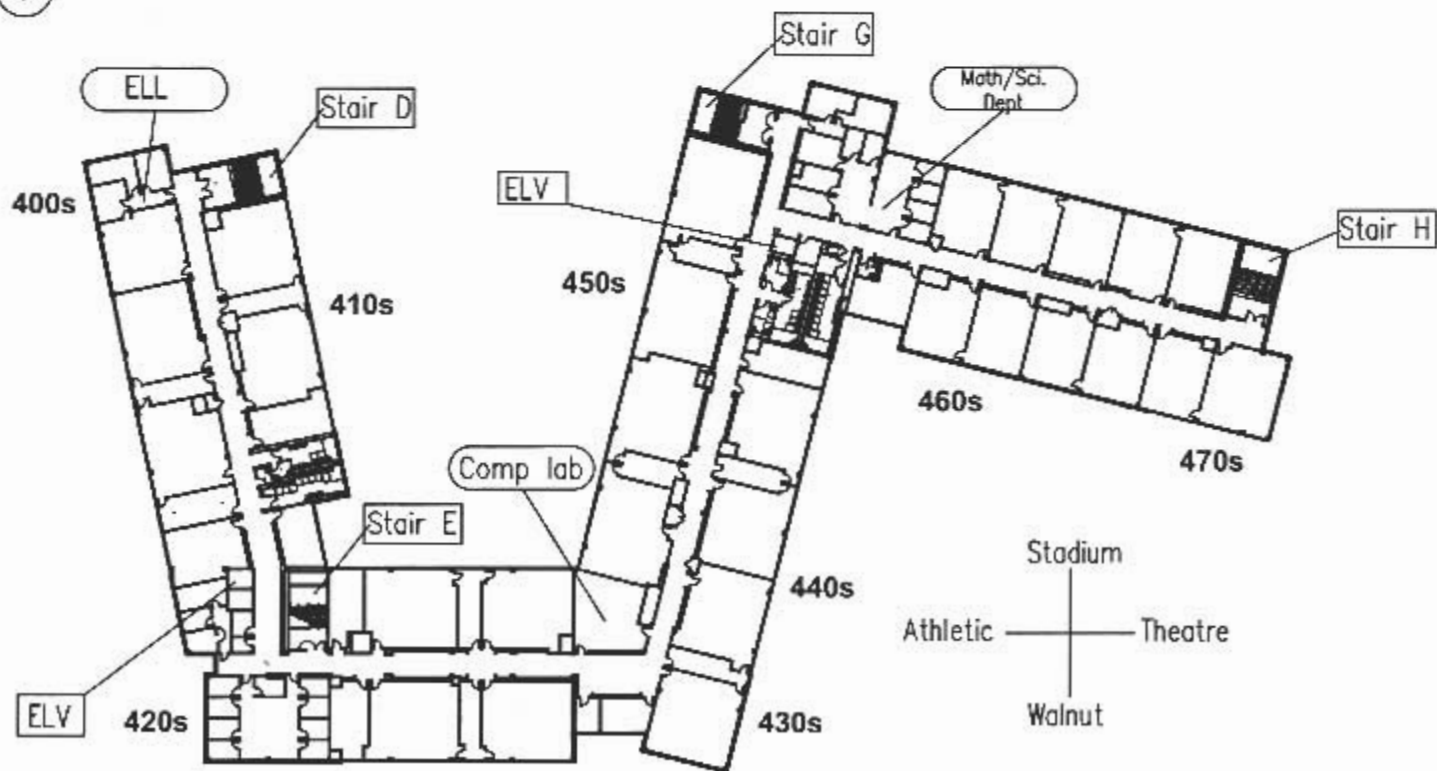 Stair G
ELL
Math/Sci.
Dept
Stair D
ELV
400s
Stair H
450s
410s
460s
Comp lab
470s
Stair E
Stadium
440s
Athletic
Theatre
ELV
420s
430s
Walnut